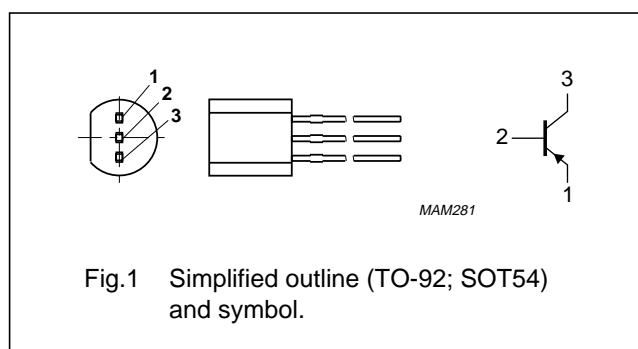 1
2
3
3
2
1
MAM281
Fig.1 Simplified outline (TO-92; SOT54)
and symbol.